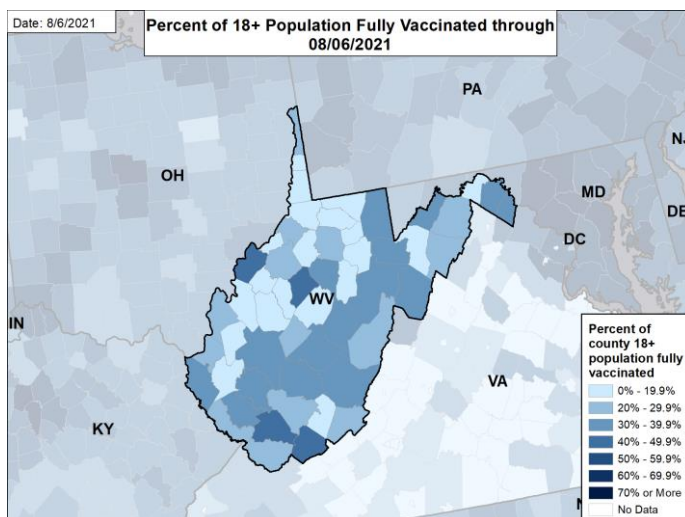 Date: 8/6/2021
Percent of 18+ Population Fully Vaccinated through
08/06/2021
PA
NJ
OH
MD
DE
DC
WV
IN
VA
KY
Percent of
county 18+
population fully
vaccinated
0% - 19.9%
20% - 29.9%
30% - 39.9%
40% - 49.9%
50% - 59.9%
60% - 69.9%
70% or More
No Data